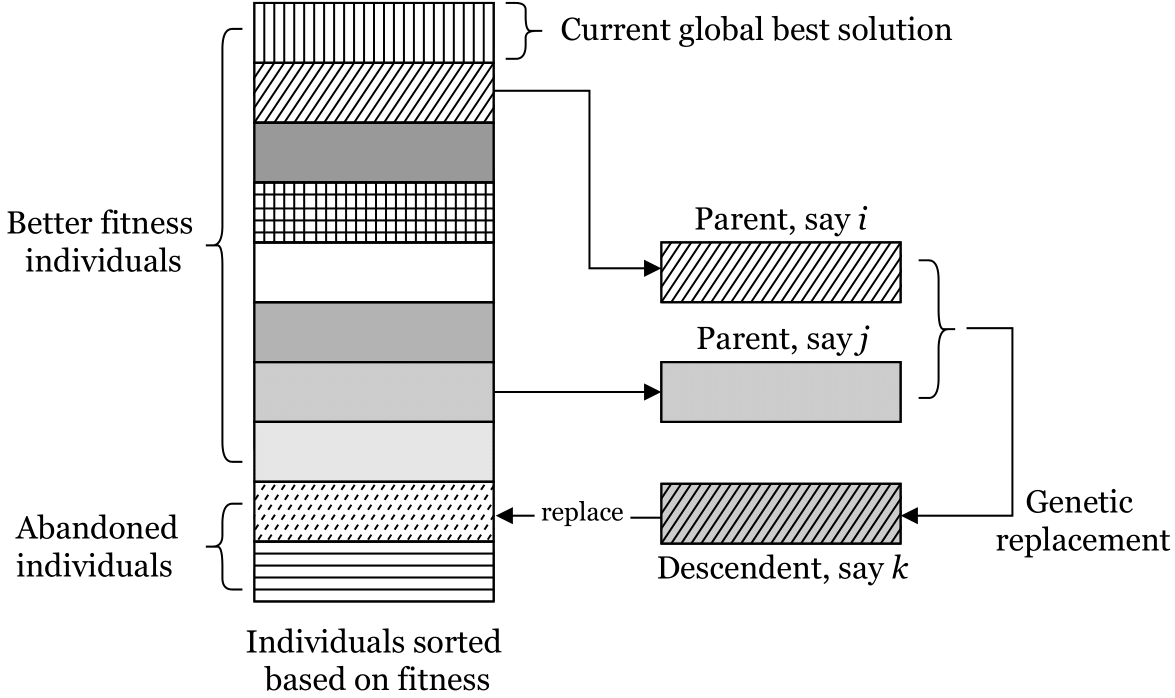 Current global best solution
Better fitness
individuals
Parent, say i
Parent, say j
replace
Genetic
replacement
Abandoned
individuals
Descendent, say k
Individuals sorted
based on fitness